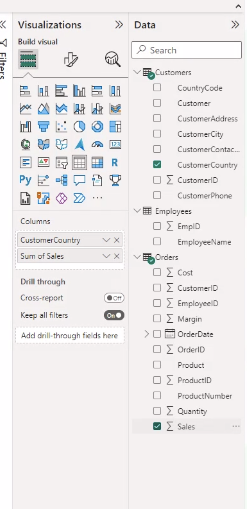 Visualizations
Build visual
Filters
123
R
Py
Columns
CustomerCountry
Sum of Sales
Drill through
Cross-report
Off
Keep all filters
On
Add drill-through fields here
Data
Search
Customers
CountryCode
Customer
CustomerAddress
CustomerCity
CustomerContac...
CustomerCountry
CustomerID
CustomerPhone
Employees
EmpID
EmployeeName
Orders
Cost
CustomerID
EmployeeID
Margin
OrderDate
OrderID
Product
ProductID
ProductNumber
Quantity
Sales